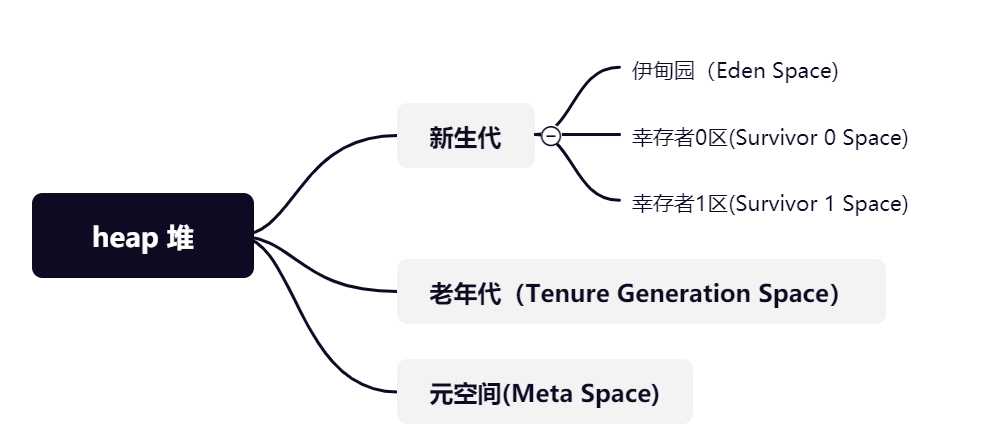 heap 堆
新生代
伊甸园（Eden Space)
幸存者0区(Survivor 0 Space)
幸存者1区(Survivor 1 Space)
老年代（Tenure Generation Space）
元空间(Meta Space)